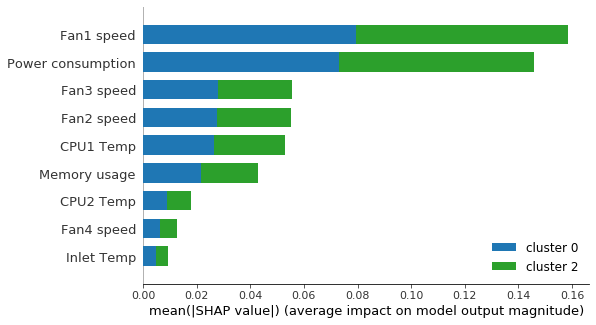 Fan1 speed
Power consumption
Fan3 speed
Fan2 speed
CPU1 Temp
Memory usage
CPU2 Temp
Fan4 speed
Inlet Temp
cluster 0
cluster 2
0.00 0.02 0.04 0.06 0.08 0.10 0.12 0.14 0.16
mean(|SHAP value|) (average impact on model output magnitude)